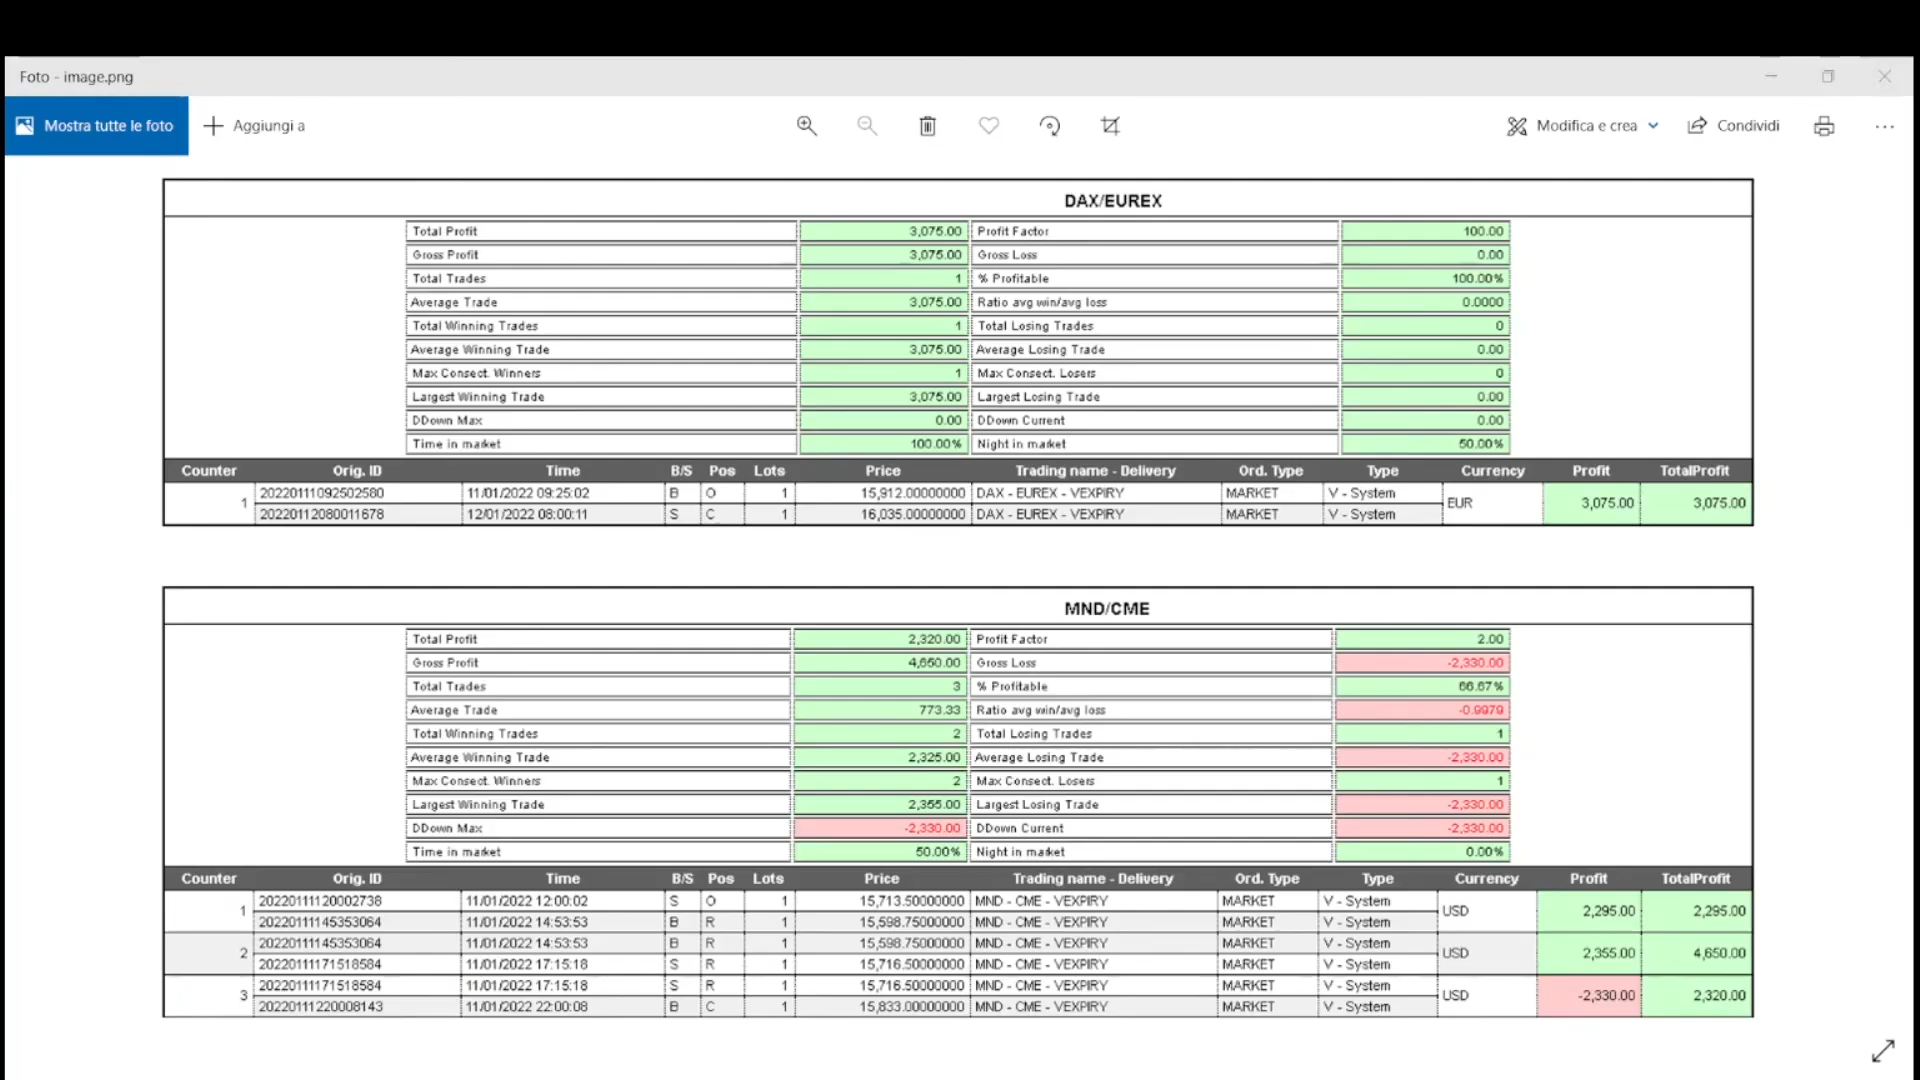 Foto - image.png
Mostra tutte le foto
Aggiungi a
Modifica e crea
Condividi
DAX/EUREX
Total Profit 3,075.00 Profit Factor 100.00
Gross Profit 3,075.00 Gross Loss 0.00
Total Trades 1 % Profitable 100.00%
Average Trade 3,075.00 Ratio avg win/avg loss 0.0000
Total Winning Trades 1 Total Losing Trades 0
Average Winning Trade 3,075.00 Average Losing Trade 0.00
Max Consect. Winners 1 Max Consect. Losers 0
Largest Winning Trade 3,075.00 Largest Losing Trade 0.00
DDown Max 0.00 DDown Current 0.00
Time in market 100.00% Night in market 50.00%
Counter Orig. ID Time B/S Pos Lots Price Trading name - Delivery Ord. Type Type Currency Profit TotalProfit
20220111092502580 11/01/2022 09:25:02 B O 1 15,912.00000000 DAX - EUREX - VEXPIRY MARKET V - System
1 EUR 3,075.00 3,075.00
20220112080011678 12/01/2022 08:00:11 S C 1 16,035.00000000 DAX - EUREX - VEXPIRY MARKET V - System
MND/CME
Total Profit 2,320.00 Profit Factor 2.00
Gross Profit 4,650.00 Gross Loss -2,330.00
Total Trades 3 % Profitable 66.67%
Average Trade 773.33 Ratio avg win/avg loss -0.9979
Total Winning Trades 2 Total Losing Trades 1
Average Winning Trade 2,325.00 Average Losing Trade -2,330.00
Max Consect. Winners 2 Max Consect. Losers 1
Largest Winning Trade 2,355.00 Largest Losing Trade -2,330.00
DDown Max -2,330.00 DDown Current -2,330.00
Time in market 50.00% Night in market 0.00%
Counter Orig. ID Time B/S Pos Lots Price Trading name - Delivery Ord. Type Type Currency Profit TotalProfit
20220111120002738 11/01/2022 12:00:02 S O 1 15,713.50000000 MND - CME - VEXPIRY MARKET V - System
1 USD 2,295.00 2,295.00
20220111145353064 11/01/2022 14:53:53 B R 1 15,598.75000000 MND - CME - VEXPIRY MARKET V - System
20220111145353064 11/01/2022 14:53:53 B R 1 15,598.75000000 MND - CME - VEXPIRY MARKET V - System
2 USD 2,355.00 4,650.00
20220111171518584 11/01/2022 17:15:18 S R 1 15,716.50000000 MND - CME - VEXPIRY MARKET V - System
20220111171518584 11/01/2022 17:15:18 S R 1 15,716.50000000 MND - CME - VEXPIRY MARKET V - System
3 USD -2,330.00 2,320.00
20220111220008143 11/01/2022 22:00:08 B C 1 15,833.00000000 MND - CME - VEXPIRY MARKET V - System